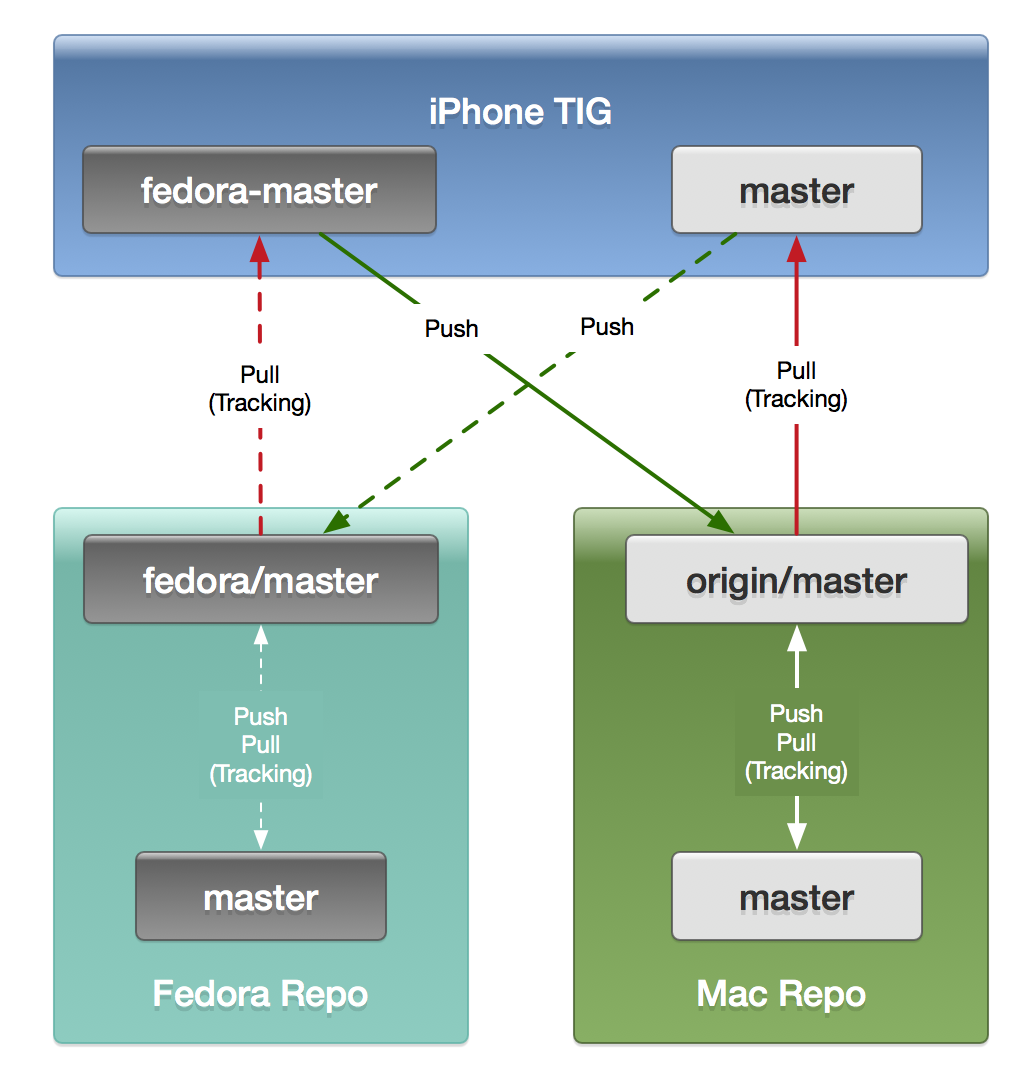 iPhone TIG
fedora-master
master
Push
Push
Pull
(Tracking)
Pull
(Tracking)
fedora/master
origin/master
Push
Pull
(Tracking)
Push
Pull
(Tracking)
master
master
Fedora Repo
Mac Repo